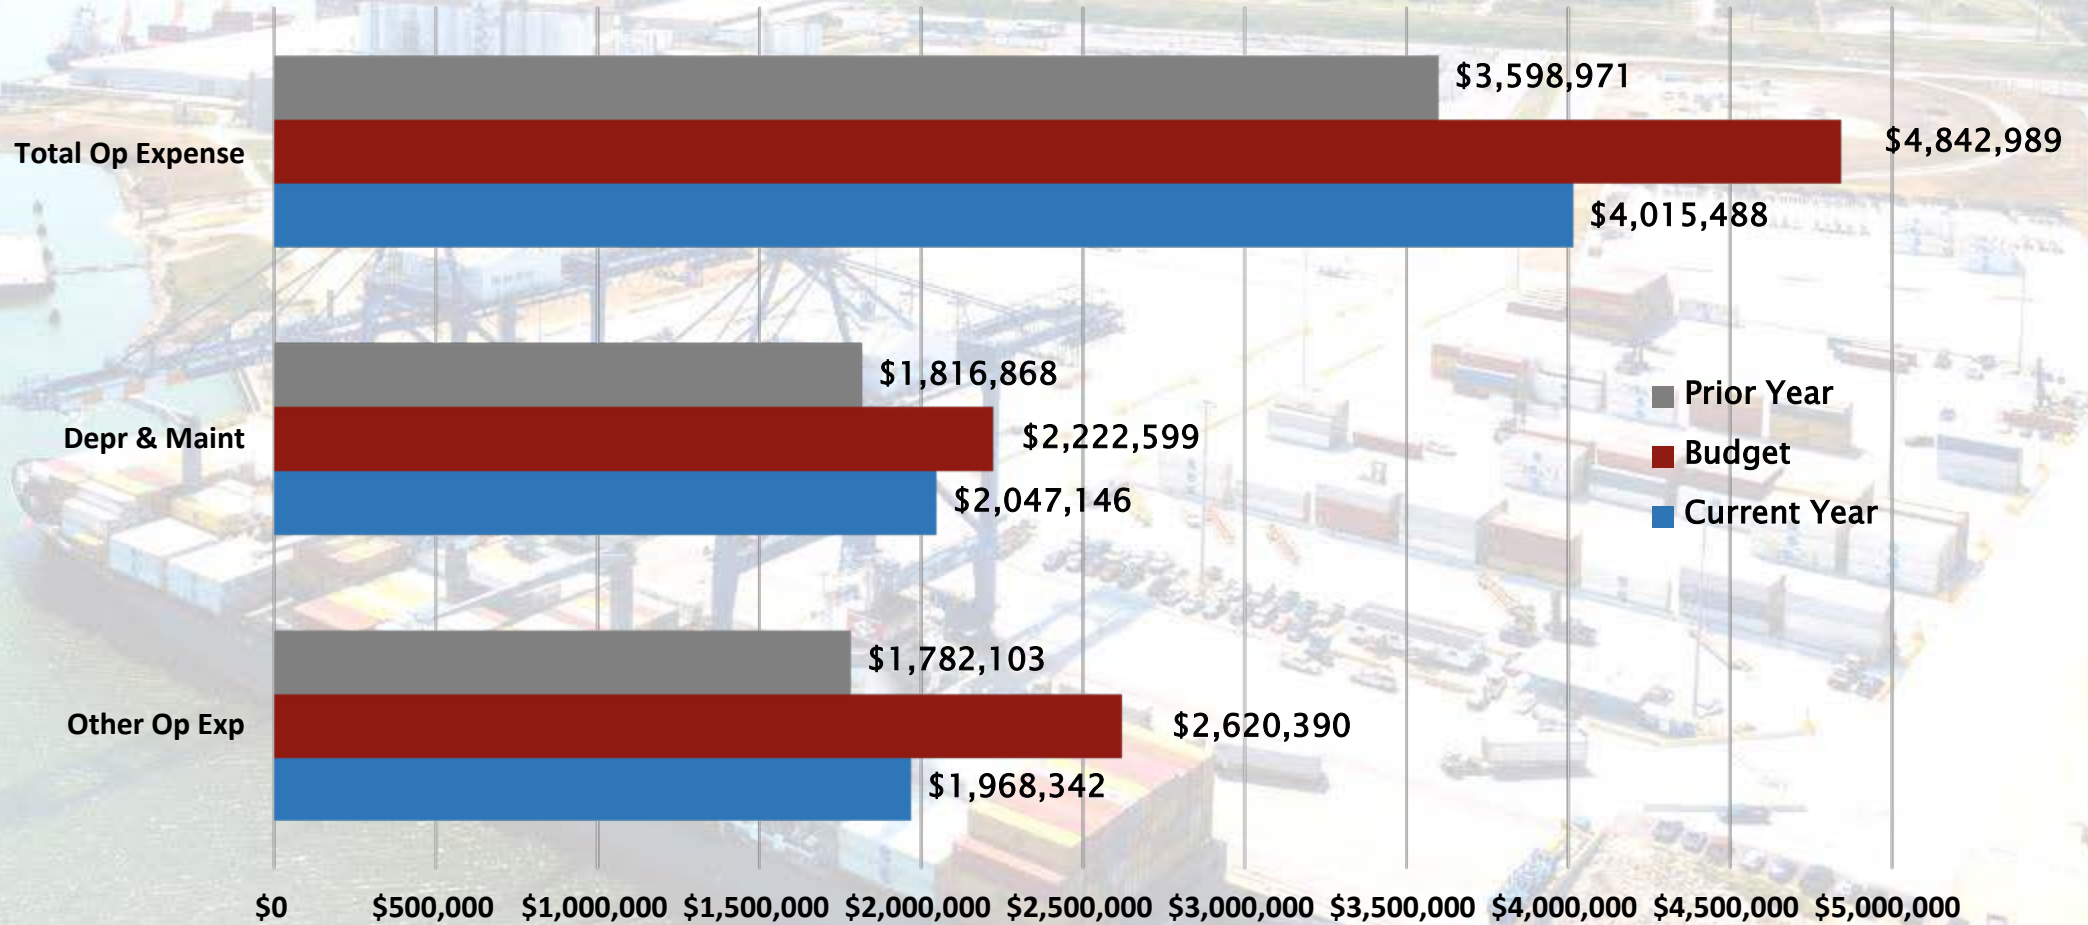 $3,598,971
Total Op Expense
$4,842,989
$4,015,488
$1,816,868
Depr & Maint
$2,222,599
$2,047,146
Prior Year
Budget
Current Year
$1,782,103
Other Op Exp
$2,620,390
$1,968,342
$0 $500,000 $1,000,000 $1,500,000 $2,000,000 $2,500,000 $3,000,000 $3,500,000 $4,000,000 $4,500,000 $5,000,000